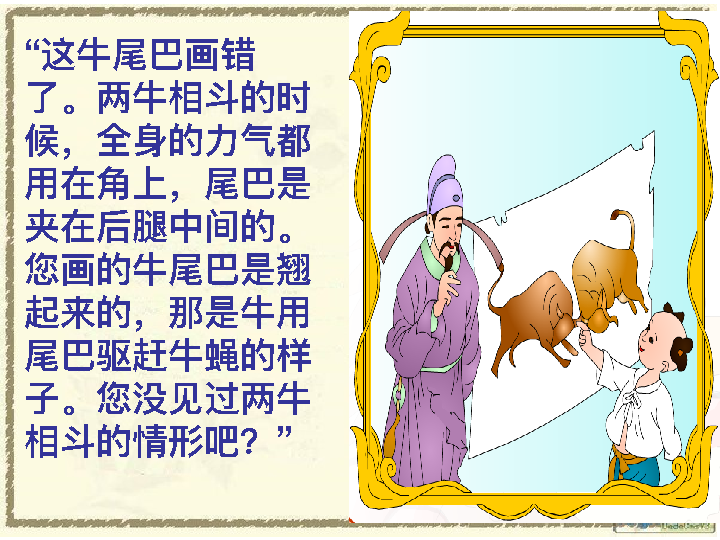 “这牛尾巴画错
了。两牛相斗的时
候，全身的力气都
用在角上，尾巴是
夹在后腿中间的。
您画的牛尾巴是翘
起来的，那是牛用
尾巴驱赶牛蝇的样
子。您没见过两牛
相斗的情形吧？”